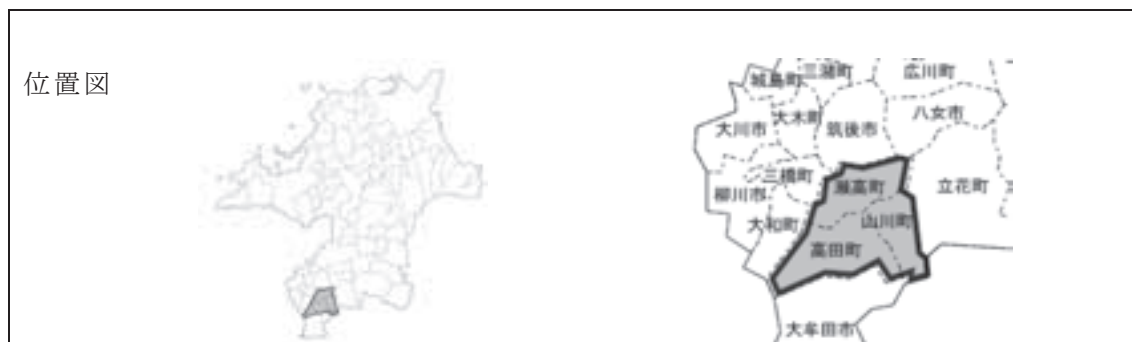 位置図
城島町
三潴町
広川町
大川市
大木町
筑後市
八女市
柳川市
三橋町
瀬高町
立花町
大和町
山川町
高田町
大牟田市